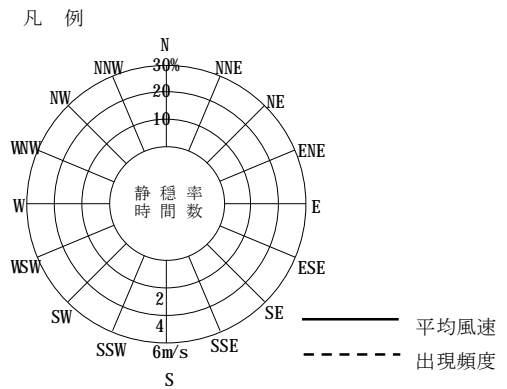 凡 例
N
NNW 30% NNE
NW 20 NE
10
WNW ENE
静 穏 率
W 時 間 数 E
WSW ESE
2
SW 4 SE
SSW 6m/s SSE
S
平均風速
出現頻度